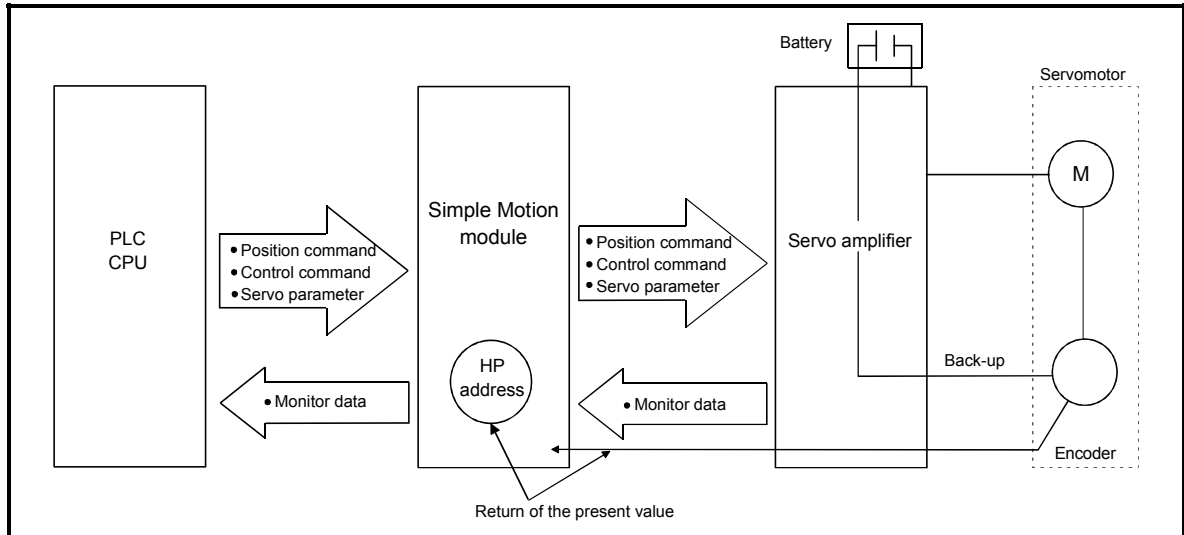 Battery
Servomotor
M
PLC
CPU
• Position command
• Control command
• Servo parameter
Simple Motion
module
• Position command
• Control command
• Servo parameter
Servo amplifier
HP
address
• Monitor data
• Monitor data
Back-up
Encoder
Return of the present value